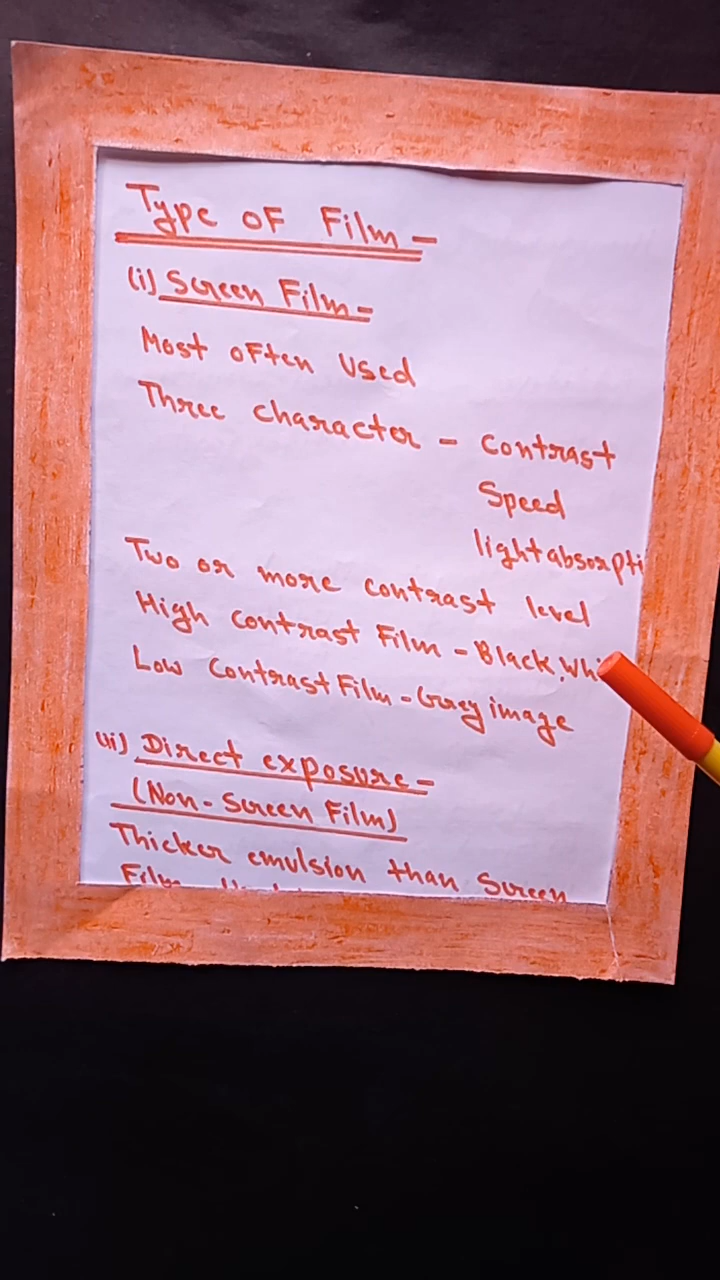 Type of Film -
(i) Screen Film -
Most often used
Three character - Contrast
Speed
light absorpti
Two or more contrast level
High contrast Film - Black, Whi
Low Contrast Film - Grey image
(ii) Direct exposure -
(Non-Screen Film)
Thicker emulsion than Screen
Film